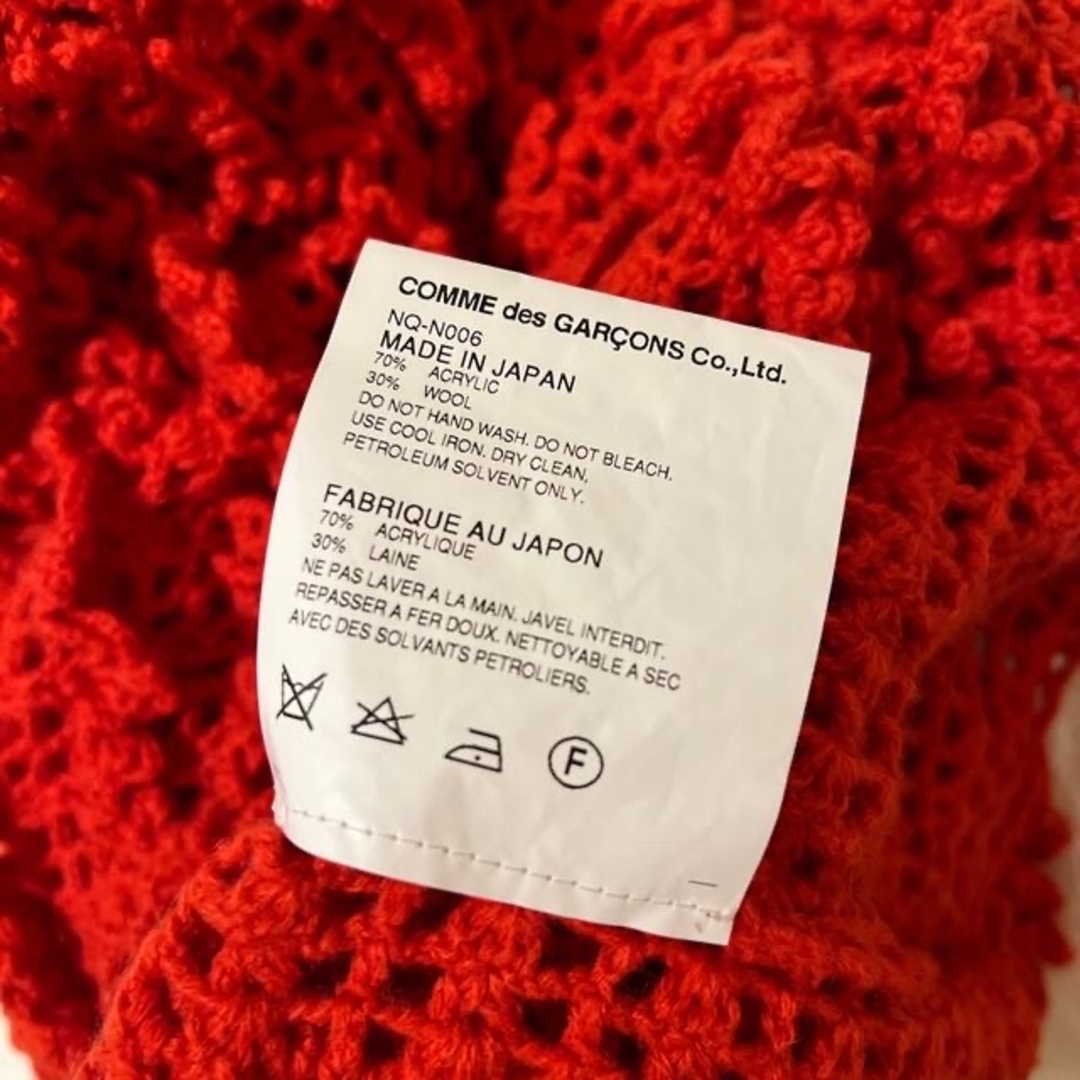 COMME des GARÇONS Co.,Ltd.
NQ-N006
MADE IN JAPAN
70% ACRYLIC
30% WOOL
DO NOT HAND WASH. DO NOT BLEACH.
USE COOL IRON. DRY CLEAN,
PETROLEUM SOLVENT ONLY.
FABRIQUE AU JAPON
70% ACRYLIQUE
30% LAINE
NE PAS LAVER A LA MAIN. JAVEL INTERDIT.
REPASSER A FER DOUX. NETTOYABLE A SEC
AVEC DES SOLVANTS PETROLIERS.
F